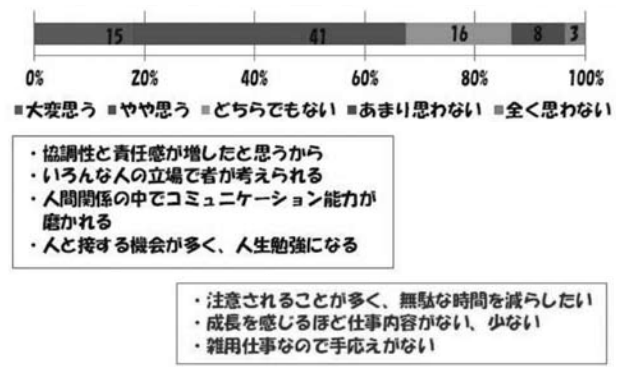 15 41 16 8 3
0% 20% 40% 60% 80% 100%
■大変思う ■やや思う ■どちらでもない ■あまり思わない ■全く思わない
・協調性と責任感が増したと思うから
・いろんな人の立場で者が考えられる
・人間関係の中でコミュニケーション能力が
磨かれる
・人と接する機会が多く、人生勉強になる
・注意されることが多く、無駄な時間を減らしたい
・成長を感じるほど仕事内容がない、少ない
・雑用仕事なので手応えがない